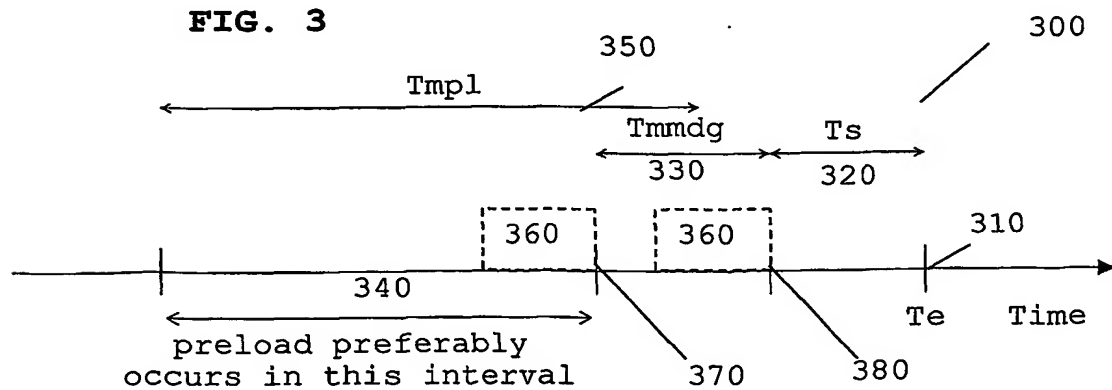 FIG. 3
350
300
Tmpl
Tmmdg
Ts
330
320
360
360
310
340
Te
Time
preload preferably
occurs in this interval
370
380